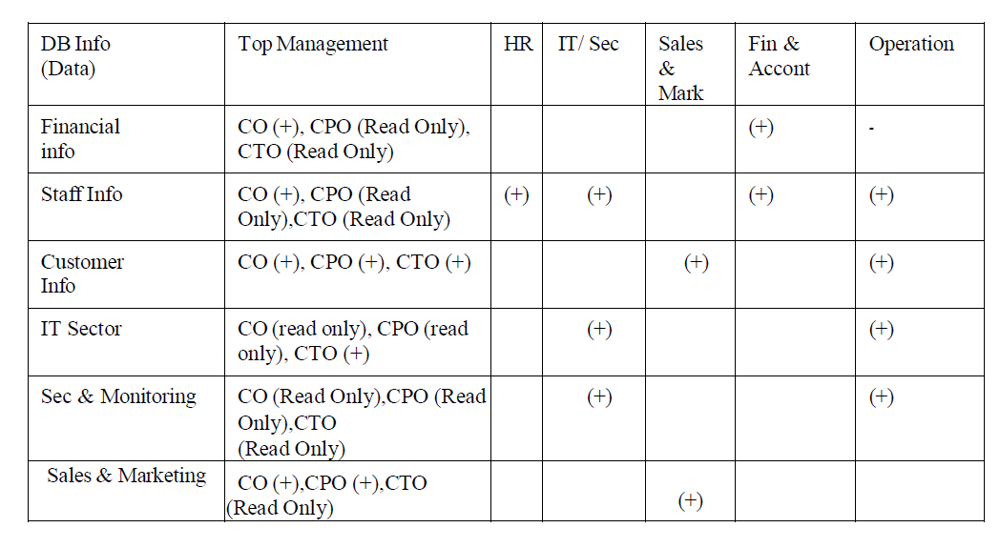 DB Info (Data) Top Management HR IT/ Sec Sales & Mark Fin & Accont Operation
Financial info CO (+), CPO (Read Only), CTO (Read Only) (+) -
Staff Info CO (+), CPO (Read Only),CTO (Read Only) (+) (+) (+) (+)
Customer Info CO (+), CPO (+), CTO (+) (+) (+)
IT Sector CO (read only), CPO (read only), CTO (+) (+) (+)
Sec & Monitoring CO (Read Only),CPO (Read Only),CTO (Read Only) (+) (+)
Sales & Marketing CO (+),CPO (+),CTO (Read Only) (+)